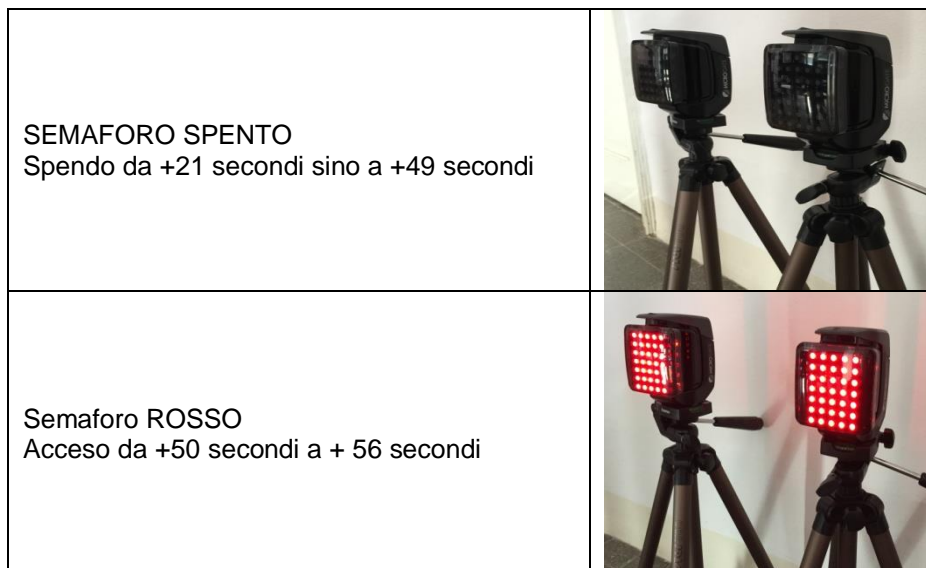 SEMAFORO SPENTO
Spendo da +21 secondi sino a +49 secondi
Semaforo ROSSO
Acceso da +50 secondi a + 56 secondi